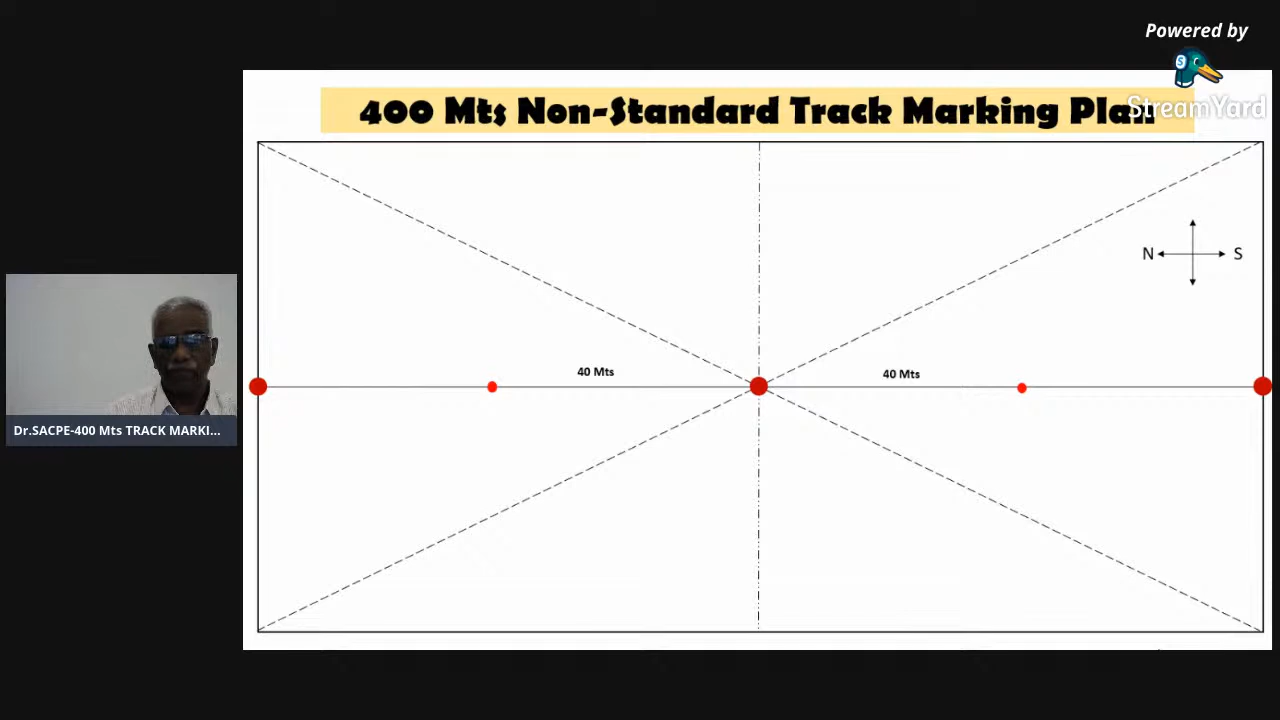 Powered by
StreamYard
400 Mts Non-Standard Track Marking Plan
N S
40 Mts
40 Mts
Dr.SACPE-400 Mts TRACK MARKI...